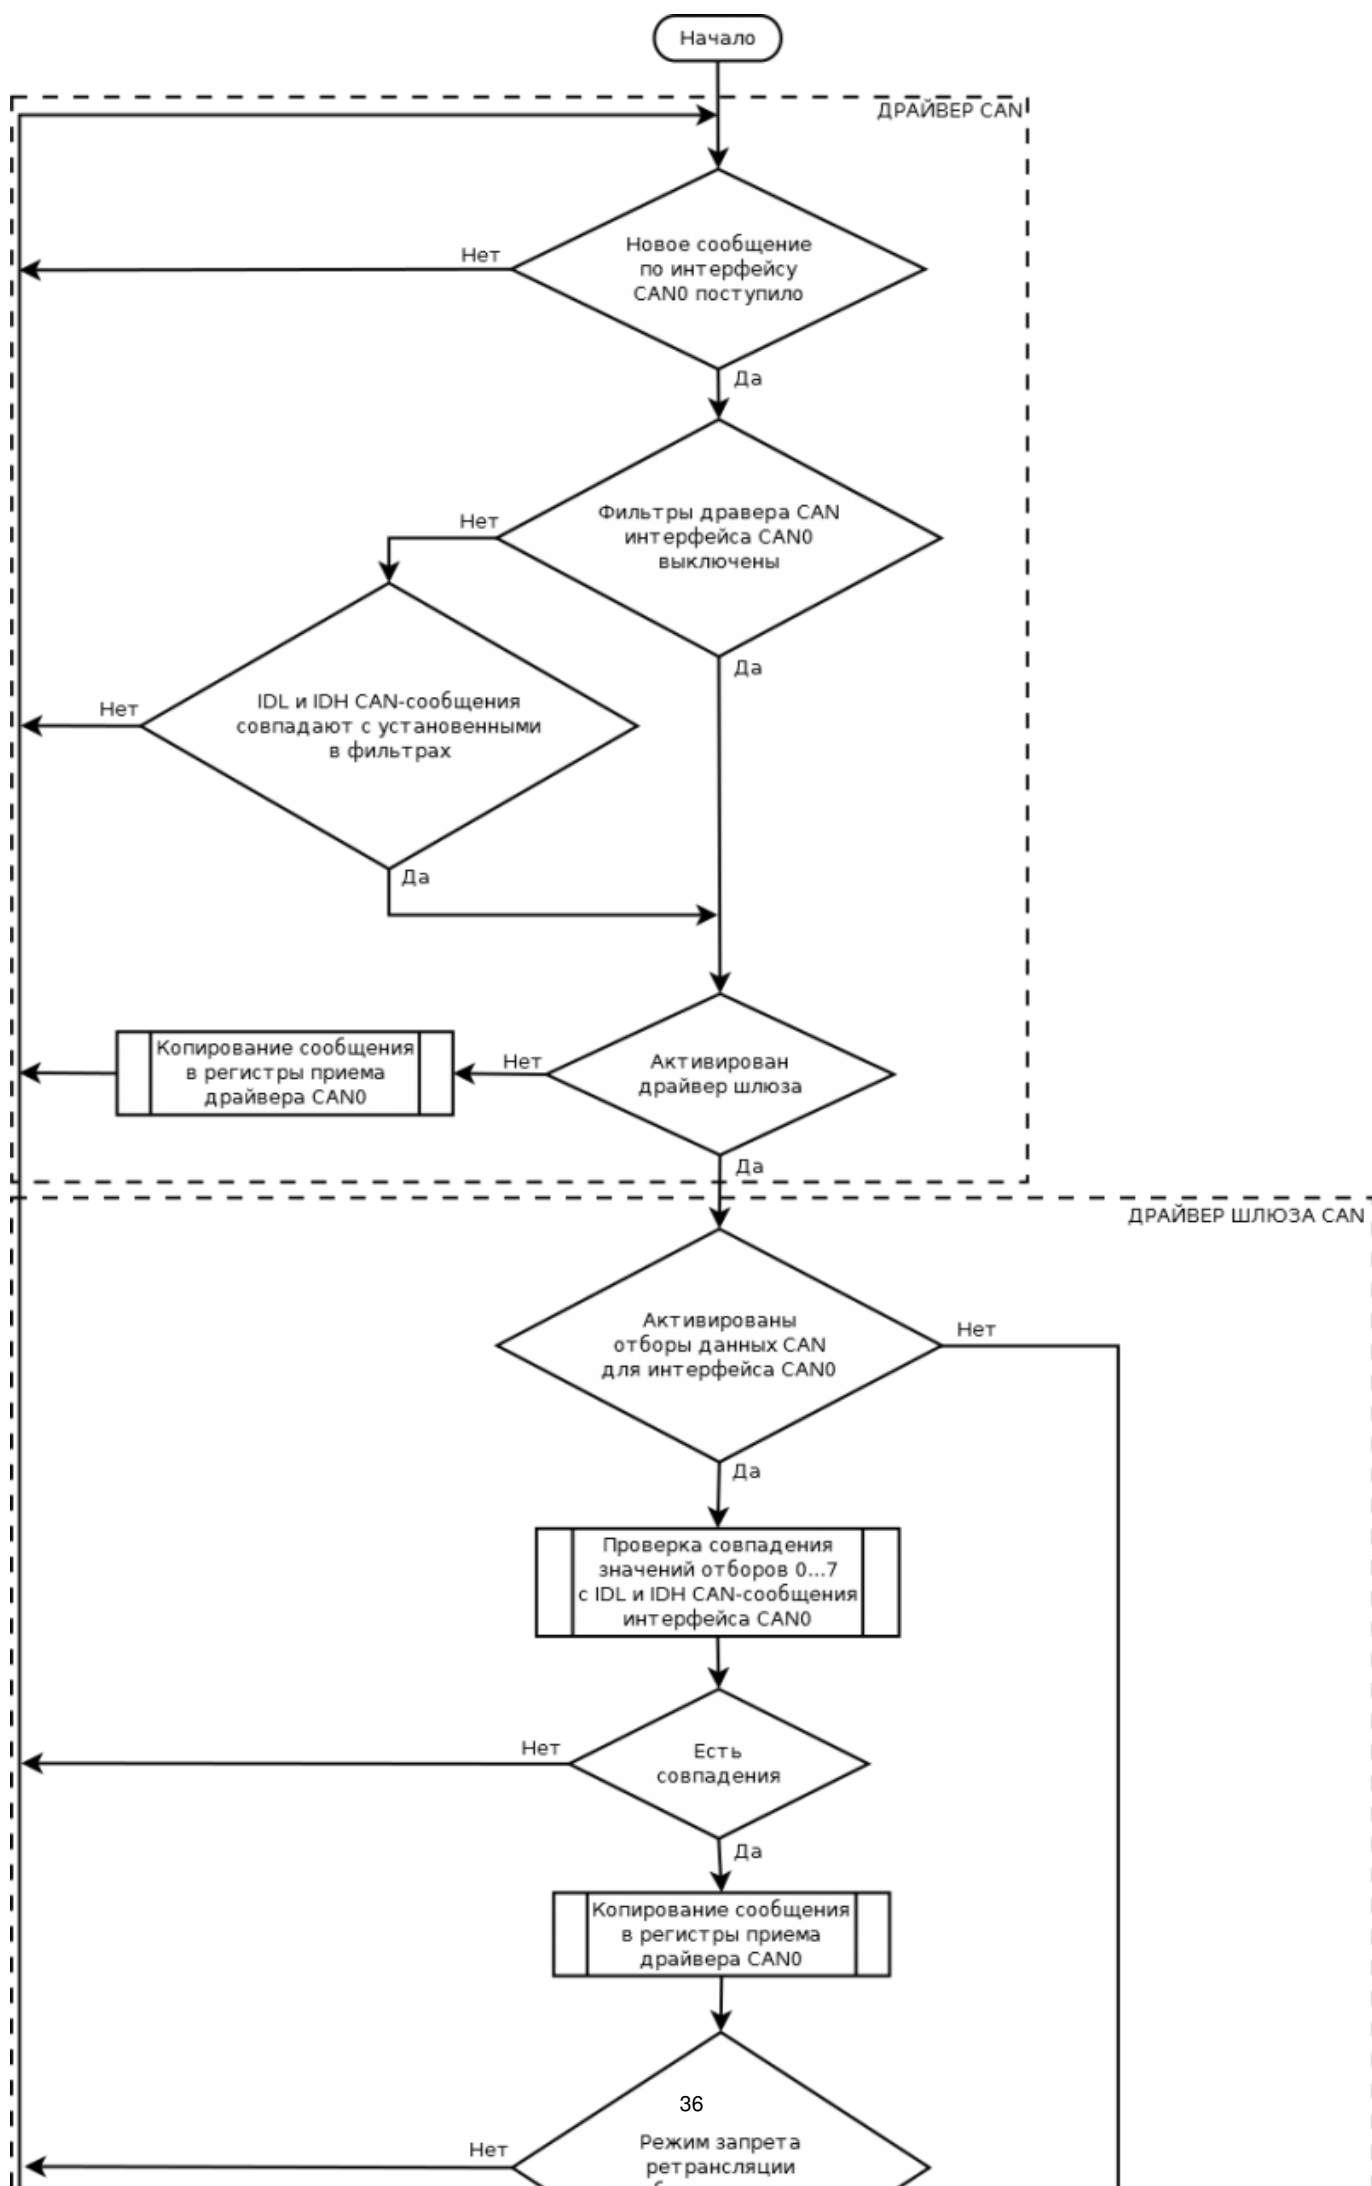 Начало
ДРАЙВЕР CAN
Новое сообщение
по интерфейсу
CAN0 поступило
Нет
Да
Фильтры дравера CAN
интерфейса CAN0
выключены
Нет
Да
IDL и IDH CAN-сообщения
совпадают с установенными
в фильтрах
Нет
Да
Активирован
драйвер шлюза
Нет
Копирование сообщения
в регистры приема
драйвера CAN0
Да
ДРАЙВЕР ШЛЮЗА CAN
Активированы
отборы данных CAN
для интерфейса CAN0
Нет
Да
Проверка совпадения
значений отборов 0...7
с IDL и IDH CAN-сообщения
интерфейса CAN0
Есть
совпадения
Нет
Да
Копирование сообщения
в регистры приема
драйвера CAN0
36
Режим запрета
ретрансляции
Нет